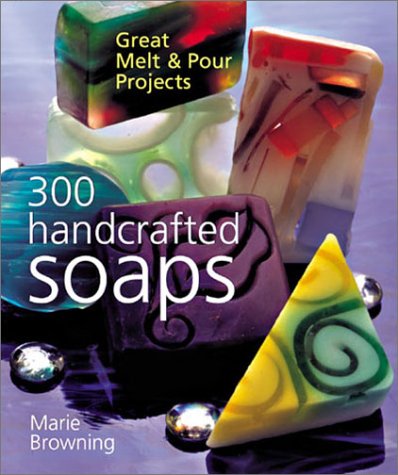 Great
Melt & Pour
Projects
300
handcrafted
soaps
Marie
Browning